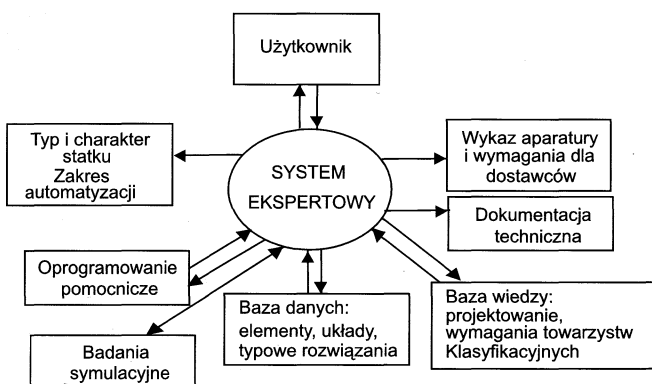 Użytkownik
Typ i charakter
statku
Zakres
automatyzacji
SYSTEM
EKSPERTOWY
Wykaz aparatury
i wymagania dla
dostawców
Dokumentacja
techniczna
Oprogramowanie
pomocnicze
Badania
symulacyjne
Baza danych:
elementy, układy,
typowe rozwiązania
Baza wiedzy:
projektowanie,
wymagania towarzystw
Klasyfikacyjnych